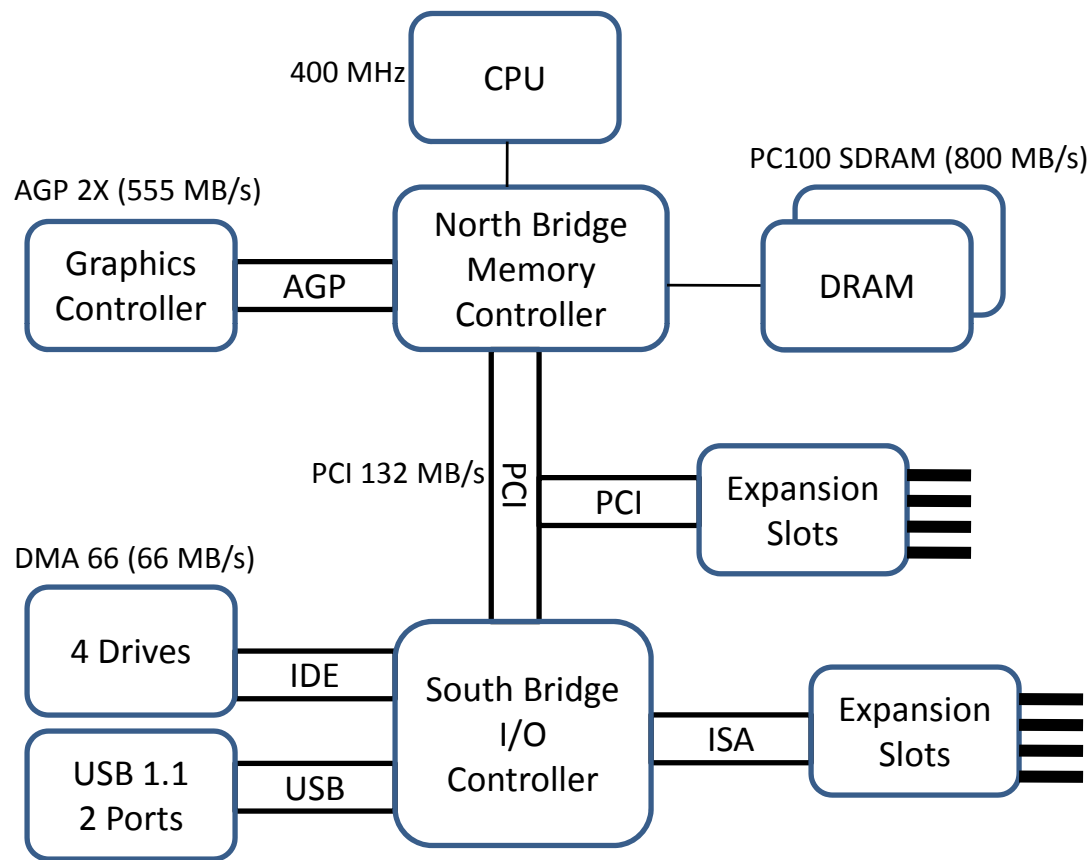 CPU
400 MHz
PC100 SDRAM (800 MB/s)
AGP 2X (555 MB/s)
North Bridge
Memory
Controller
Graphics
Controller
AGP
DRAM
PCI 132 MB/s
PCI
PCI
Expansion
Slots
DMA 66 (66 MB/s)
4 Drives
IDE
South Bridge
I/O
Controller
ISA
Expansion
Slots
USB 1.1
2 Ports
USB